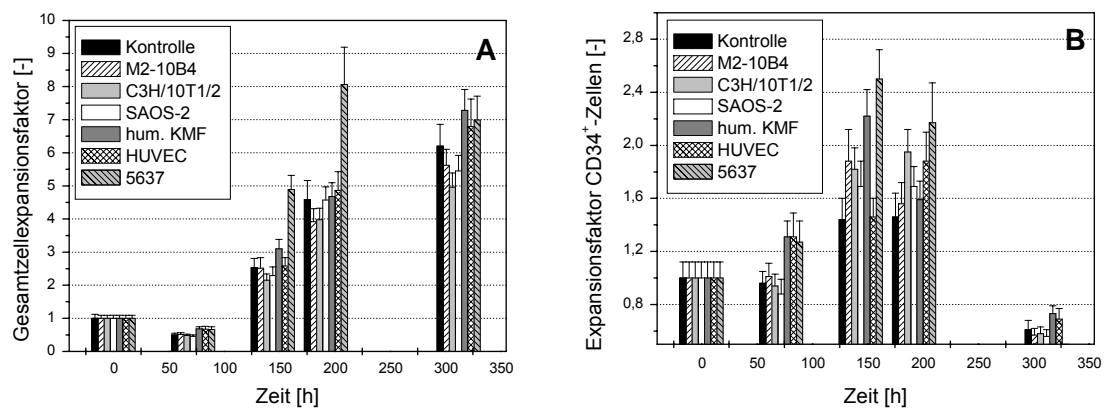 A
Gesamtzellexpansionsfaktor [-]
10
9
8
7
6
5
4
3
2
1
0
Kontrolle
M2-10B4
C3H/10T1/2
SAOS-2
hum. KMF
HUVEC
5637
0 50 100 150 200 250 300 350
Zeit [h]
B
Expansionsfaktor CD34⁺-Zellen [-]
2,8
2,4
2,0
1,6
1,2
0,8
Kontrolle
M2-10B4
C3H/10T1/2
SAOS-2
hum. KMF
HUVEC
5637
0 50 100 150 200 250 300 350
Zeit [h]